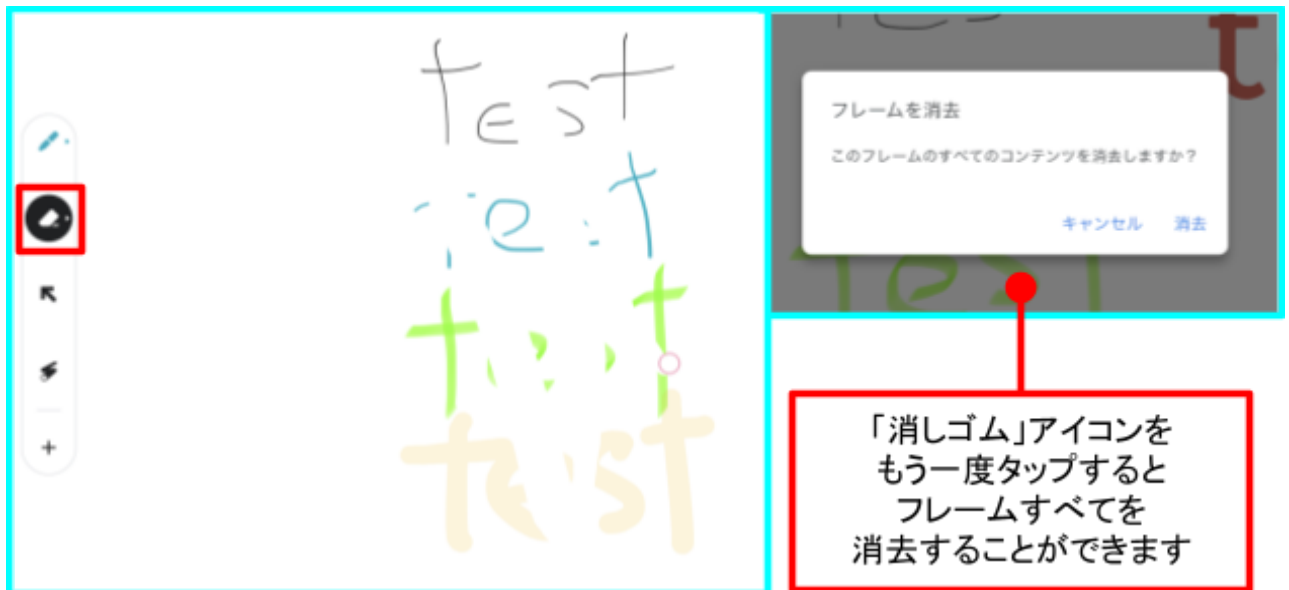 test
test
test
test
フレームを消去
このフレームのすべてのコンテンツを消去しますか？
キャンセル 消去
「消しゴム」アイコンを
もう一度タップすると
フレームすべてを
消去することができます